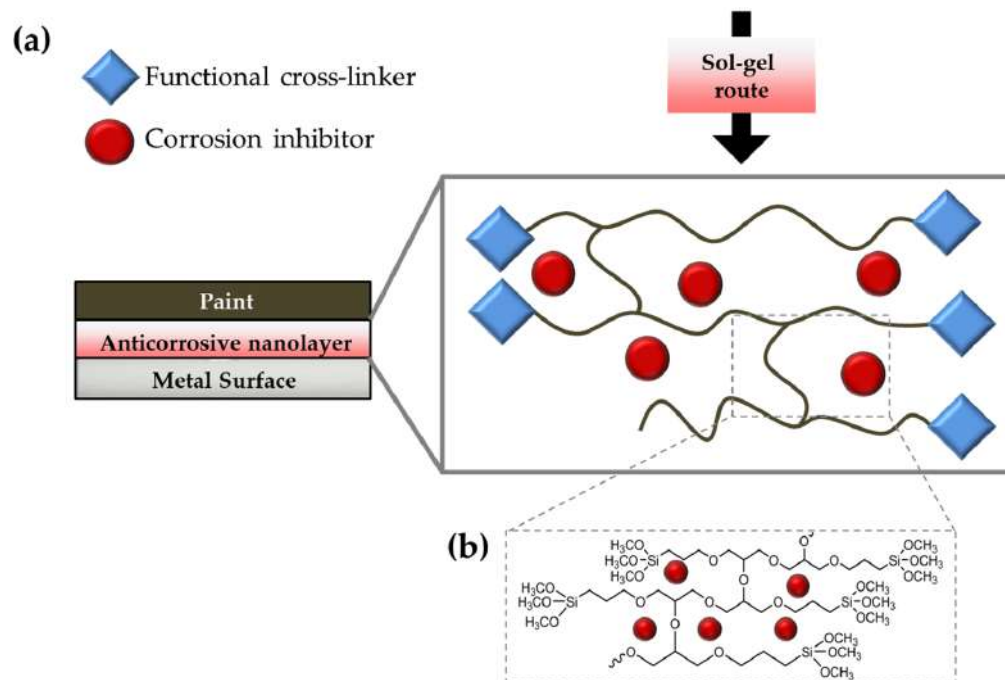 (a)
Functional cross-linker
Corrosion inhibitor
Sol-gel
route
Paint
Anticorrosive nanolayer
Metal Surface
(b)
H₃CO
H₃CO Si
H₃CO
O
O
O
O
O
Si OCH₃
OCH₃
OCH₃
H₃CO
H₃CO Si
H₃CO
O
O
O
O
Si OCH₃
OCH₃
OCH₃
O
O
O
Si OCH₃
OCH₃
OCH₃